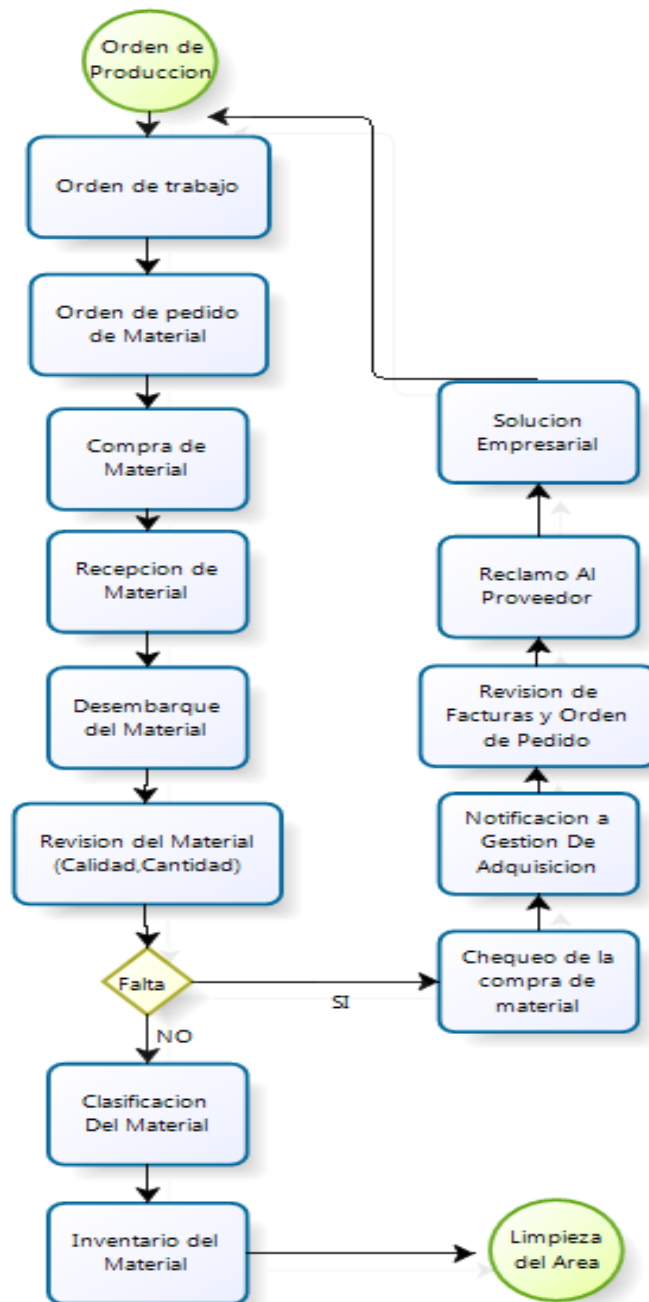 Orden de
Produccion
Orden de trabajo
Orden de pedido
de Material
Compra de
Material
Recepcion de
Material
Desembarque
del Material
Revision del Material
(Calidad,Cantidad)
Falta
SI
NO
Clasificacion
Del Material
Inventario del
Material
Limpieza
del Area
Solucion
Empresarial
Reclamo Al
Proveedor
Revision de
Facturas y Orden
de Pedido
Notificacion a
Gestion De
Adquisicion
Chequeo de la
compra de
material